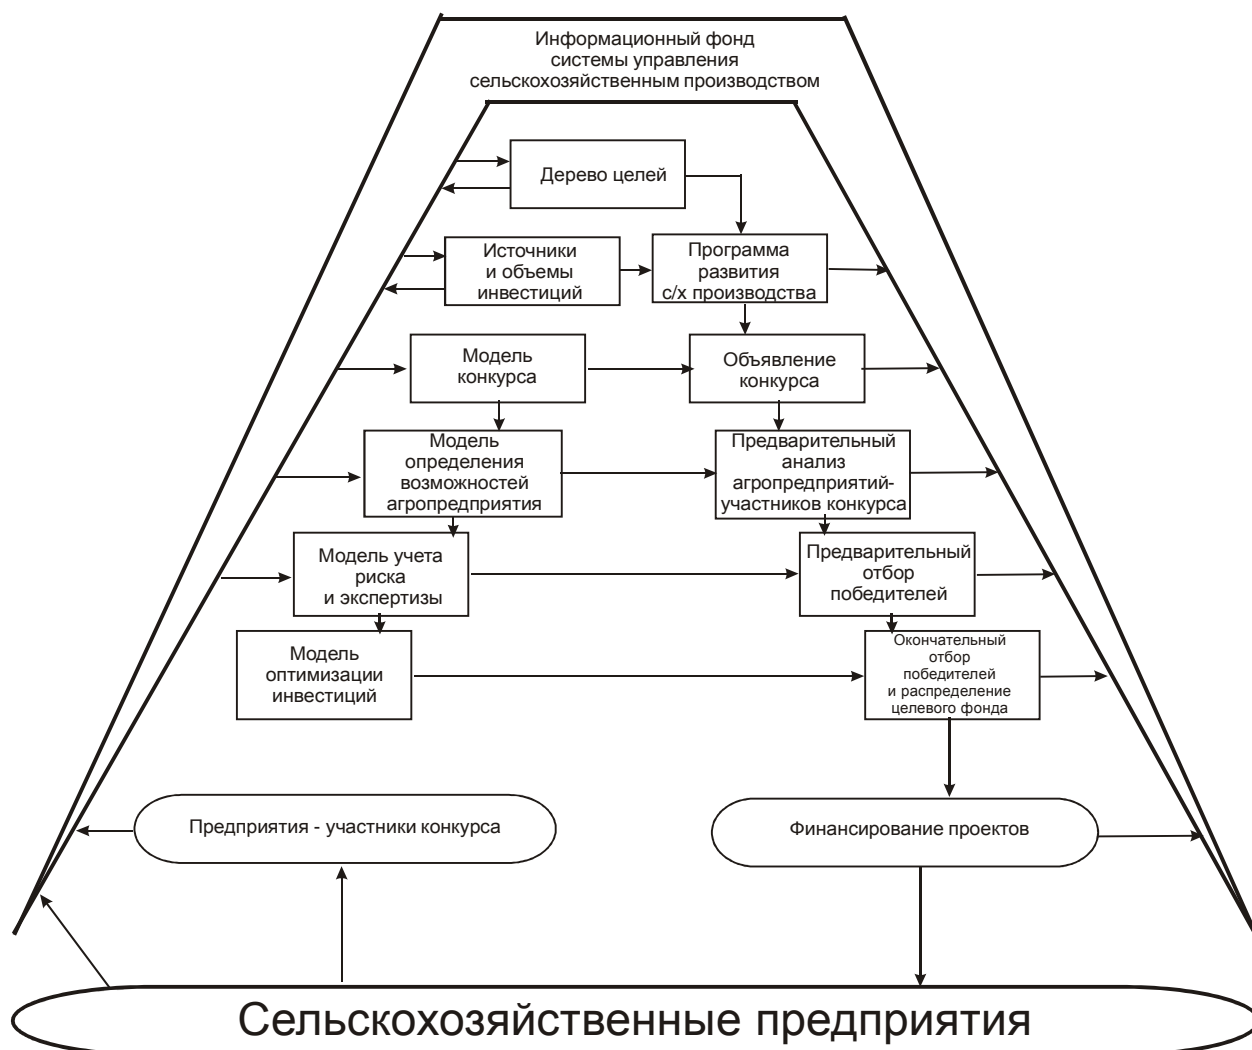 Информационный фонд
системы управления
сельскохозяйственным производством
Дерево целей
Источники
и объемы
инвестиций
Программа
развития
с/х производства
Модель
конкурса
Объявление
конкурса
Модель
определения
возможностей
агропредприятия
Предварительный
анализ
агропредприятий-
участников конкурса
Модель учета
риска
и экспертизы
Предварительный
отбор
победителей
Модель
оптимизации
инвестиций
Окончательный
отбор
победителей
и распределение
целевого фонда
Предприятия - участники конкурса
Финансирование проектов
Сельскохозяйственные предприятия